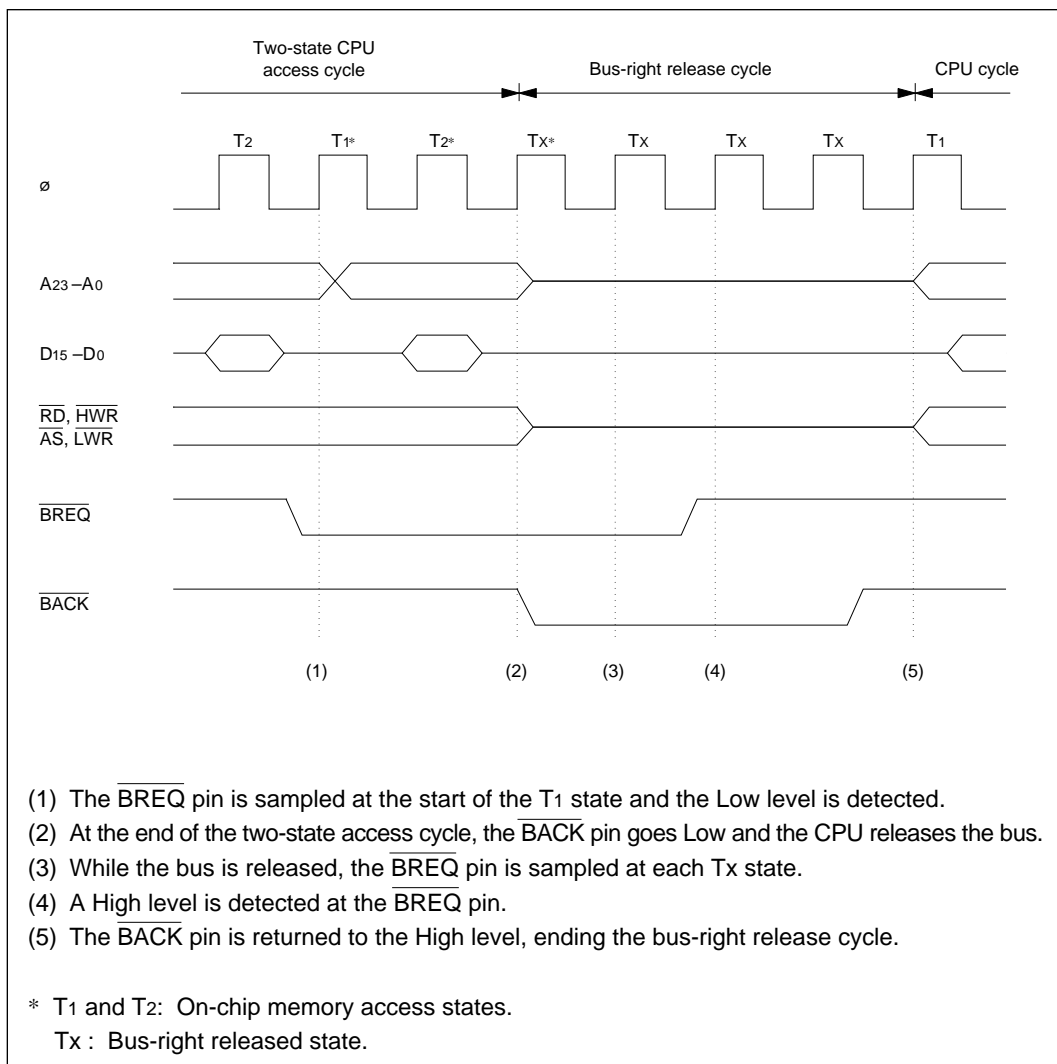 Two-state CPU
access cycle
Bus-right release cycle
CPU cycle
T2 T1* T2* Tx* Tx Tx Tx T1
ø
A23–A0
D15–D0
RD, HWR
AS, LWR
BREQ
BACK
(1) (2) (3) (4) (5)
(1) The BREQ pin is sampled at the start of the T1 state and the Low level is detected.
(2) At the end of the two-state access cycle, the BACK pin goes Low and the CPU releases the bus.
(3) While the bus is released, the BREQ pin is sampled at each Tx state.
(4) A High level is detected at the BREQ pin.
(5) The BACK pin is returned to the High level, ending the bus-right release cycle.
* T1 and T2: On-chip memory access states.
Tx : Bus-right released state.